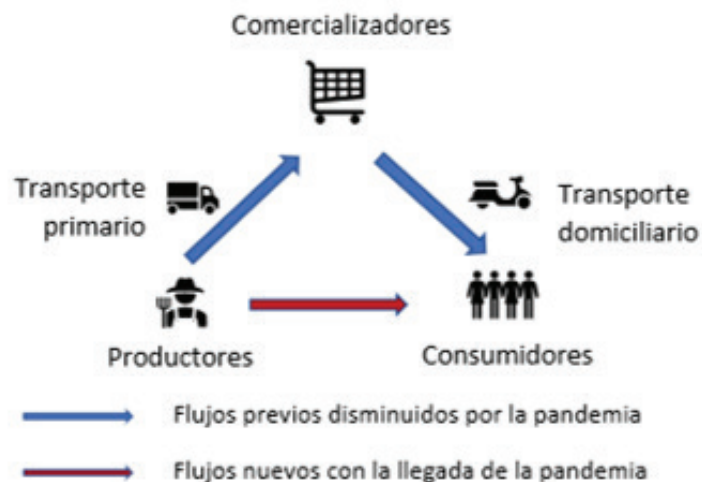 Comercializadores
Transporte
primario
Transporte
domiciliario
Productores
Consumidores
Flujos previos disminuidos por la pandemia
Flujos nuevos con la llegada de la pandemia